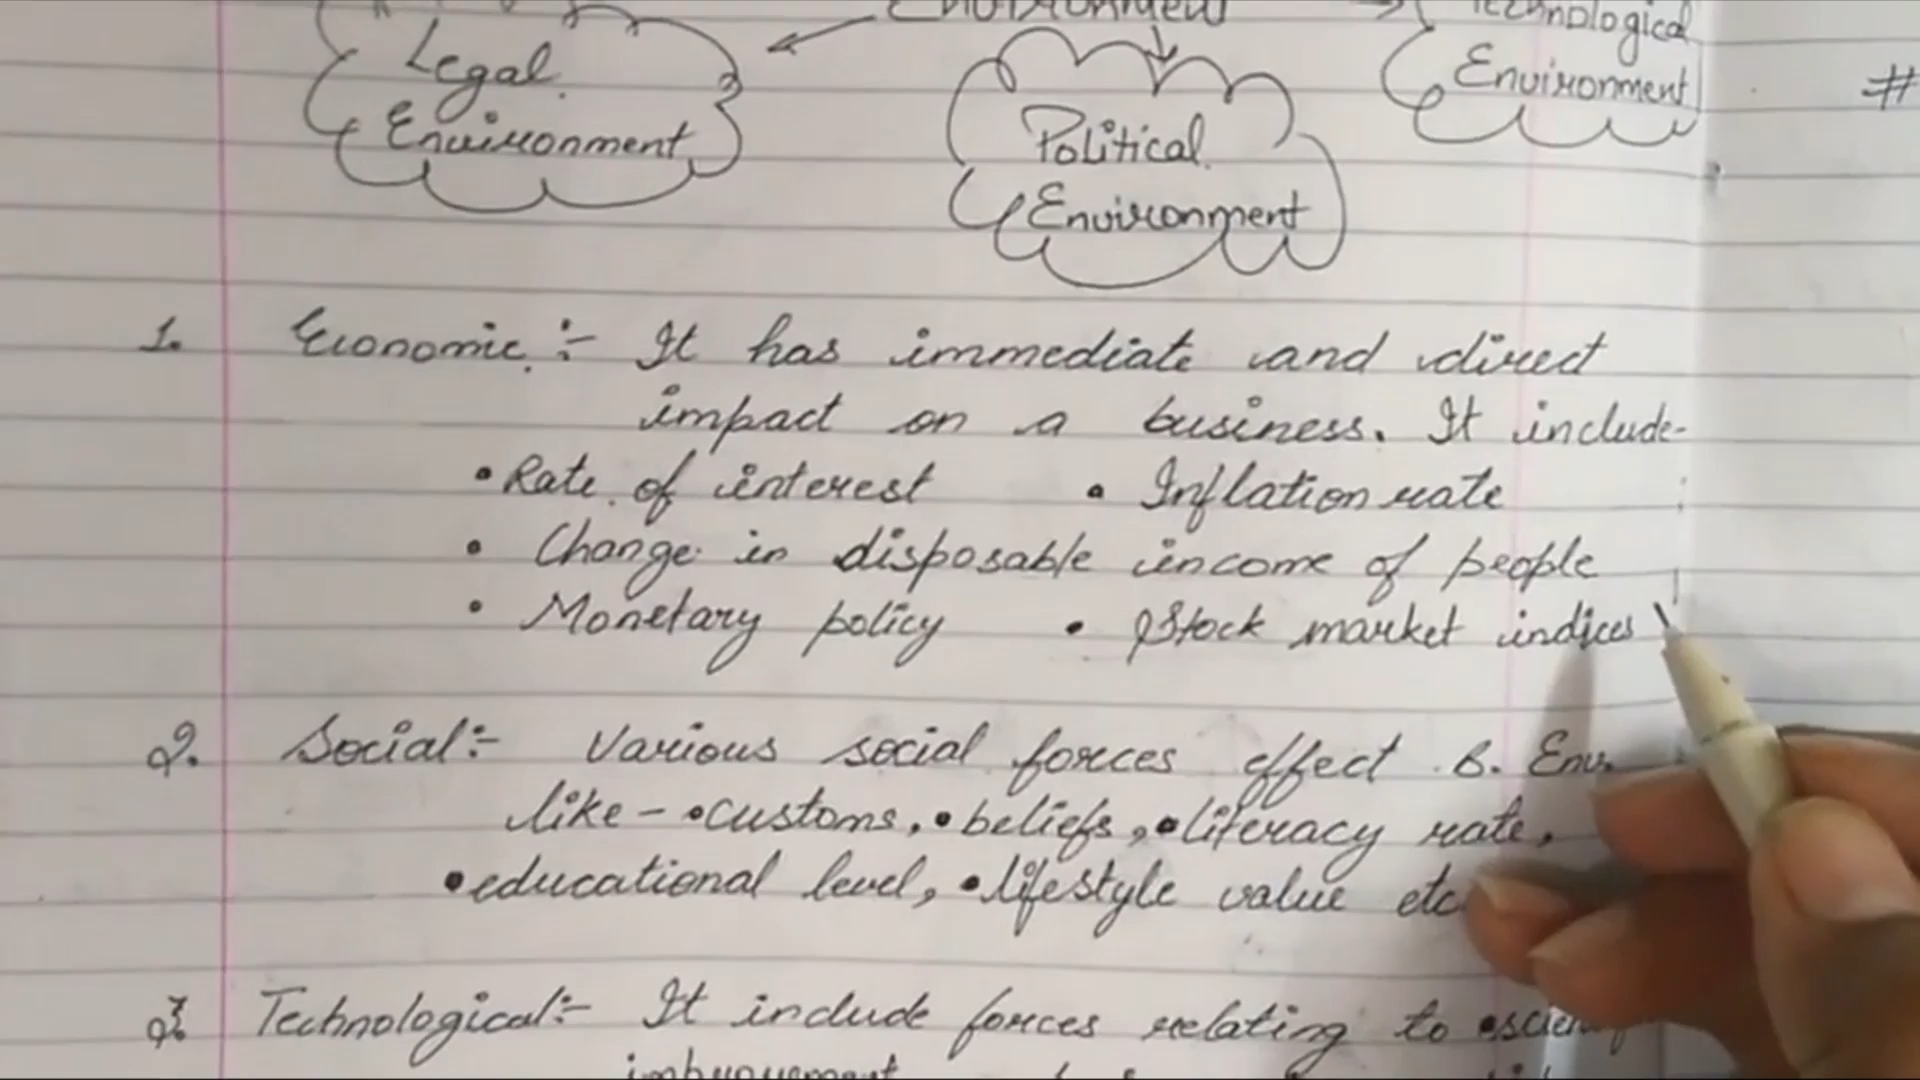 Environment
Technological
Legal
Environment
Environment
Political
Environment
#
1. Economic :- It has immediate and direct
impact on a business. It include-
• Rate of interest • Inflation rate
• Change in disposable income of people
• Monetary policy • Stock market indices
2. Social :- Various social forces effect B. Env.
like - • customs, • beliefs, • literacy rate,
• educational level, • lifestyle value etc
3. Technological :- It include forces relating to